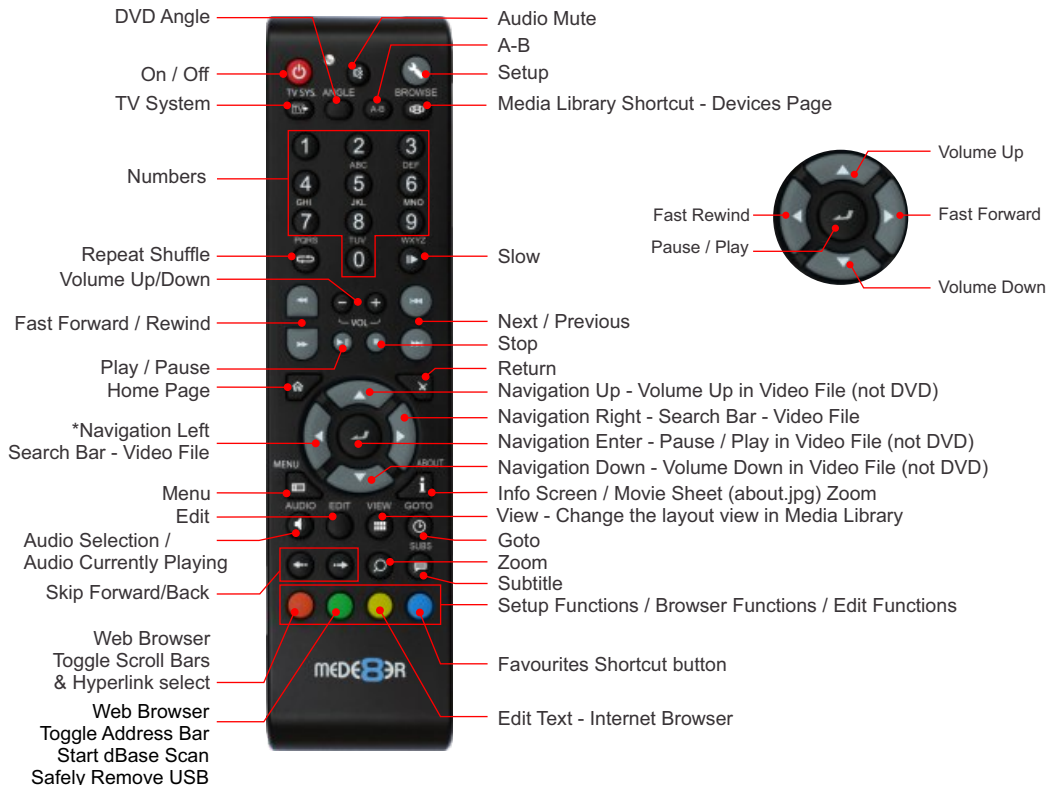 DVD Angle
On / Off
TV System
Numbers
Repeat Shuffle
Volume Up/Down
Fast Forward / Rewind
Play / Pause
Home Page
*Navigation Left
Search Bar - Video File
Menu
Edit
Audio Selection /
Audio Currently Playing
Skip Forward/Back
Web Browser
Toggle Scroll Bars
& Hyperlink select
Web Browser
Toggle Address Bar
Start dBase Scan
Safely Remove USB
TV SYS. ANGLE BROWSE
TV A-B
1 2 3
ABC DEF
4 5 6
GHI JKL MNO
7 8 9
PQRS TUV WXYZ
0
VOL
MENU ABOUT
i
AUDIO EDIT VIEW GOTO
SUBS
MEDE8ER
Audio Mute
A-B
Setup
Media Library Shortcut - Devices Page
Slow
Next / Previous
Stop
Return
Navigation Up - Volume Up in Video File (not DVD)
Navigation Right - Search Bar - Video File
Navigation Enter - Pause / Play in Video File (not DVD)
Navigation Down - Volume Down in Video File (not DVD)
Info Screen / Movie Sheet (about.jpg) Zoom
View - Change the layout view in Media Library
Goto
Zoom
Subtitle
Setup Functions / Browser Functions / Edit Functions
Favourites Shortcut button
Edit Text - Internet Browser
Volume Up
Fast Rewind
Fast Forward
Pause / Play
Volume Down